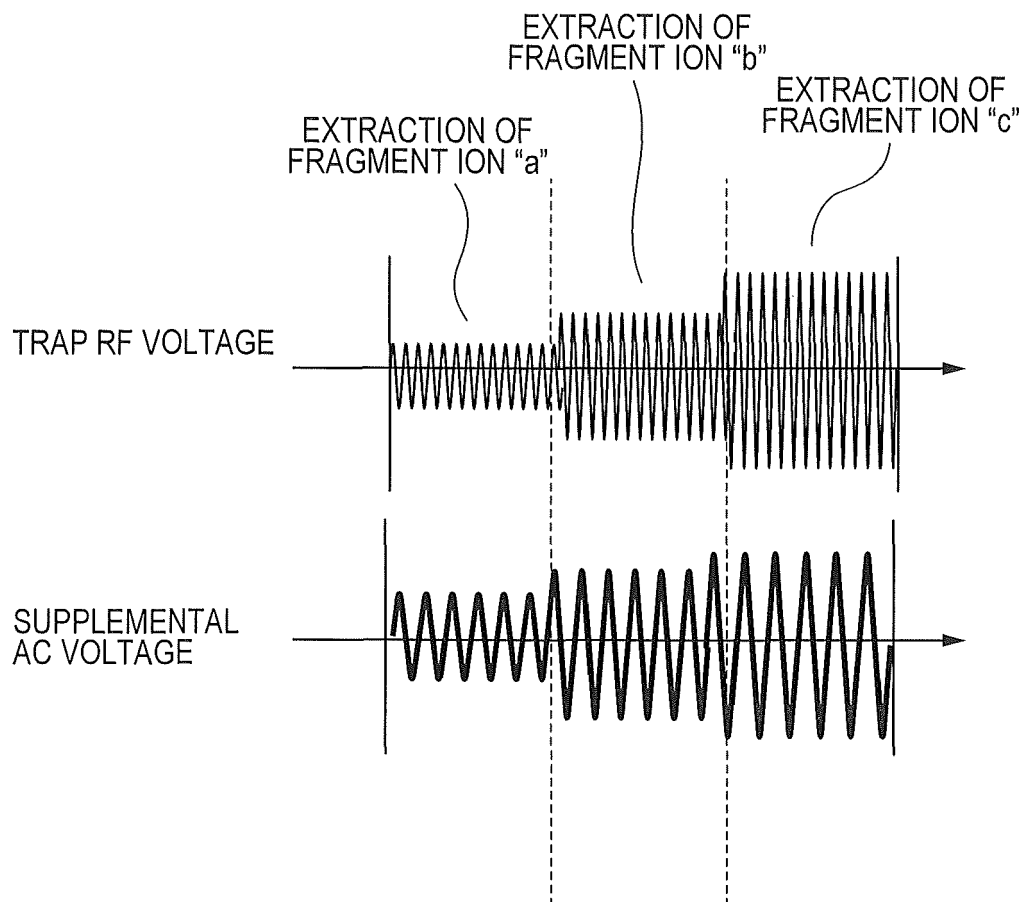 EXTRACTION OF
FRAGMENT ION “a”
EXTRACTION OF
FRAGMENT ION “b”
EXTRACTION OF
FRAGMENT ION “c”
TRAP RF VOLTAGE
SUPPLEMENTAL
AC VOLTAGE